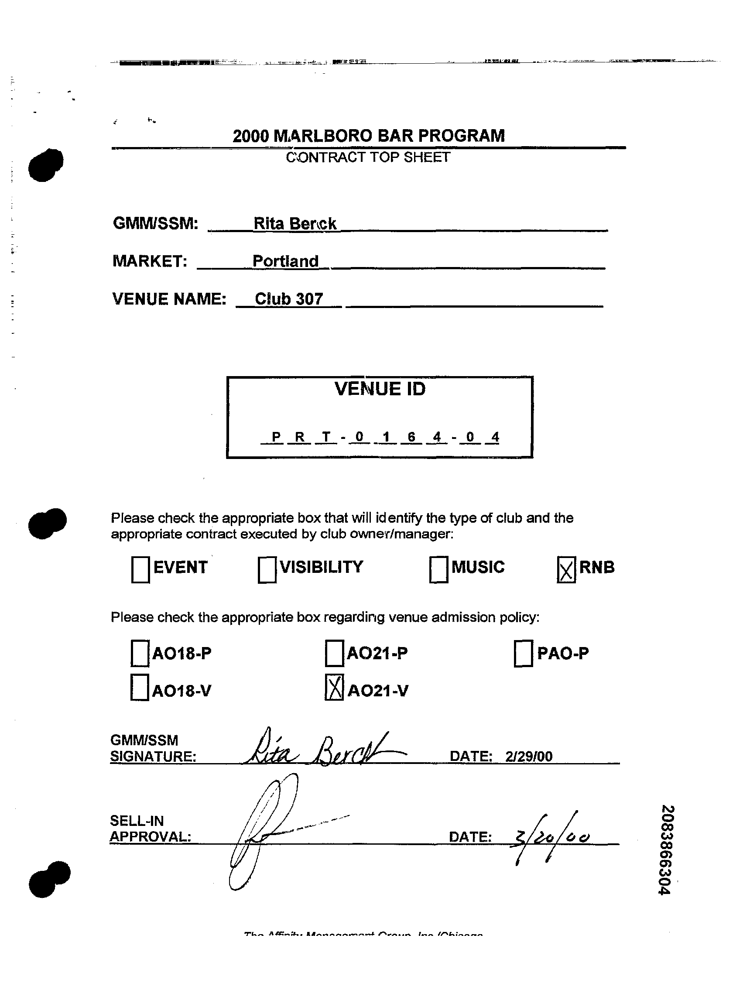 2000 MARLBORO BAR PROGRAM
CONTRACT TOP SHEET
GMM/SSM: Rita Berck
MARKET: Portland
VENUE NAME: Club 307
VENUE ID
P R T - 0 1 6 4 - 0 4
Please check the appropriate box that will identify the type of club and the
appropriate contract executed by club owner/manager:
EVENT VISIBILITY MUSIC X RNB
Please check the appropriate box regarding venue admission policy:
AO18-P AO21-P PAO-P
AO18-V X AO21-V
GMM/SSM
SIGNATURE: Rita Berck DATE: 2/29/00
SELL-IN
APPROVAL: DATE: 3/20/00
2083866304
The Affinity Management Group, Inc./Chicago